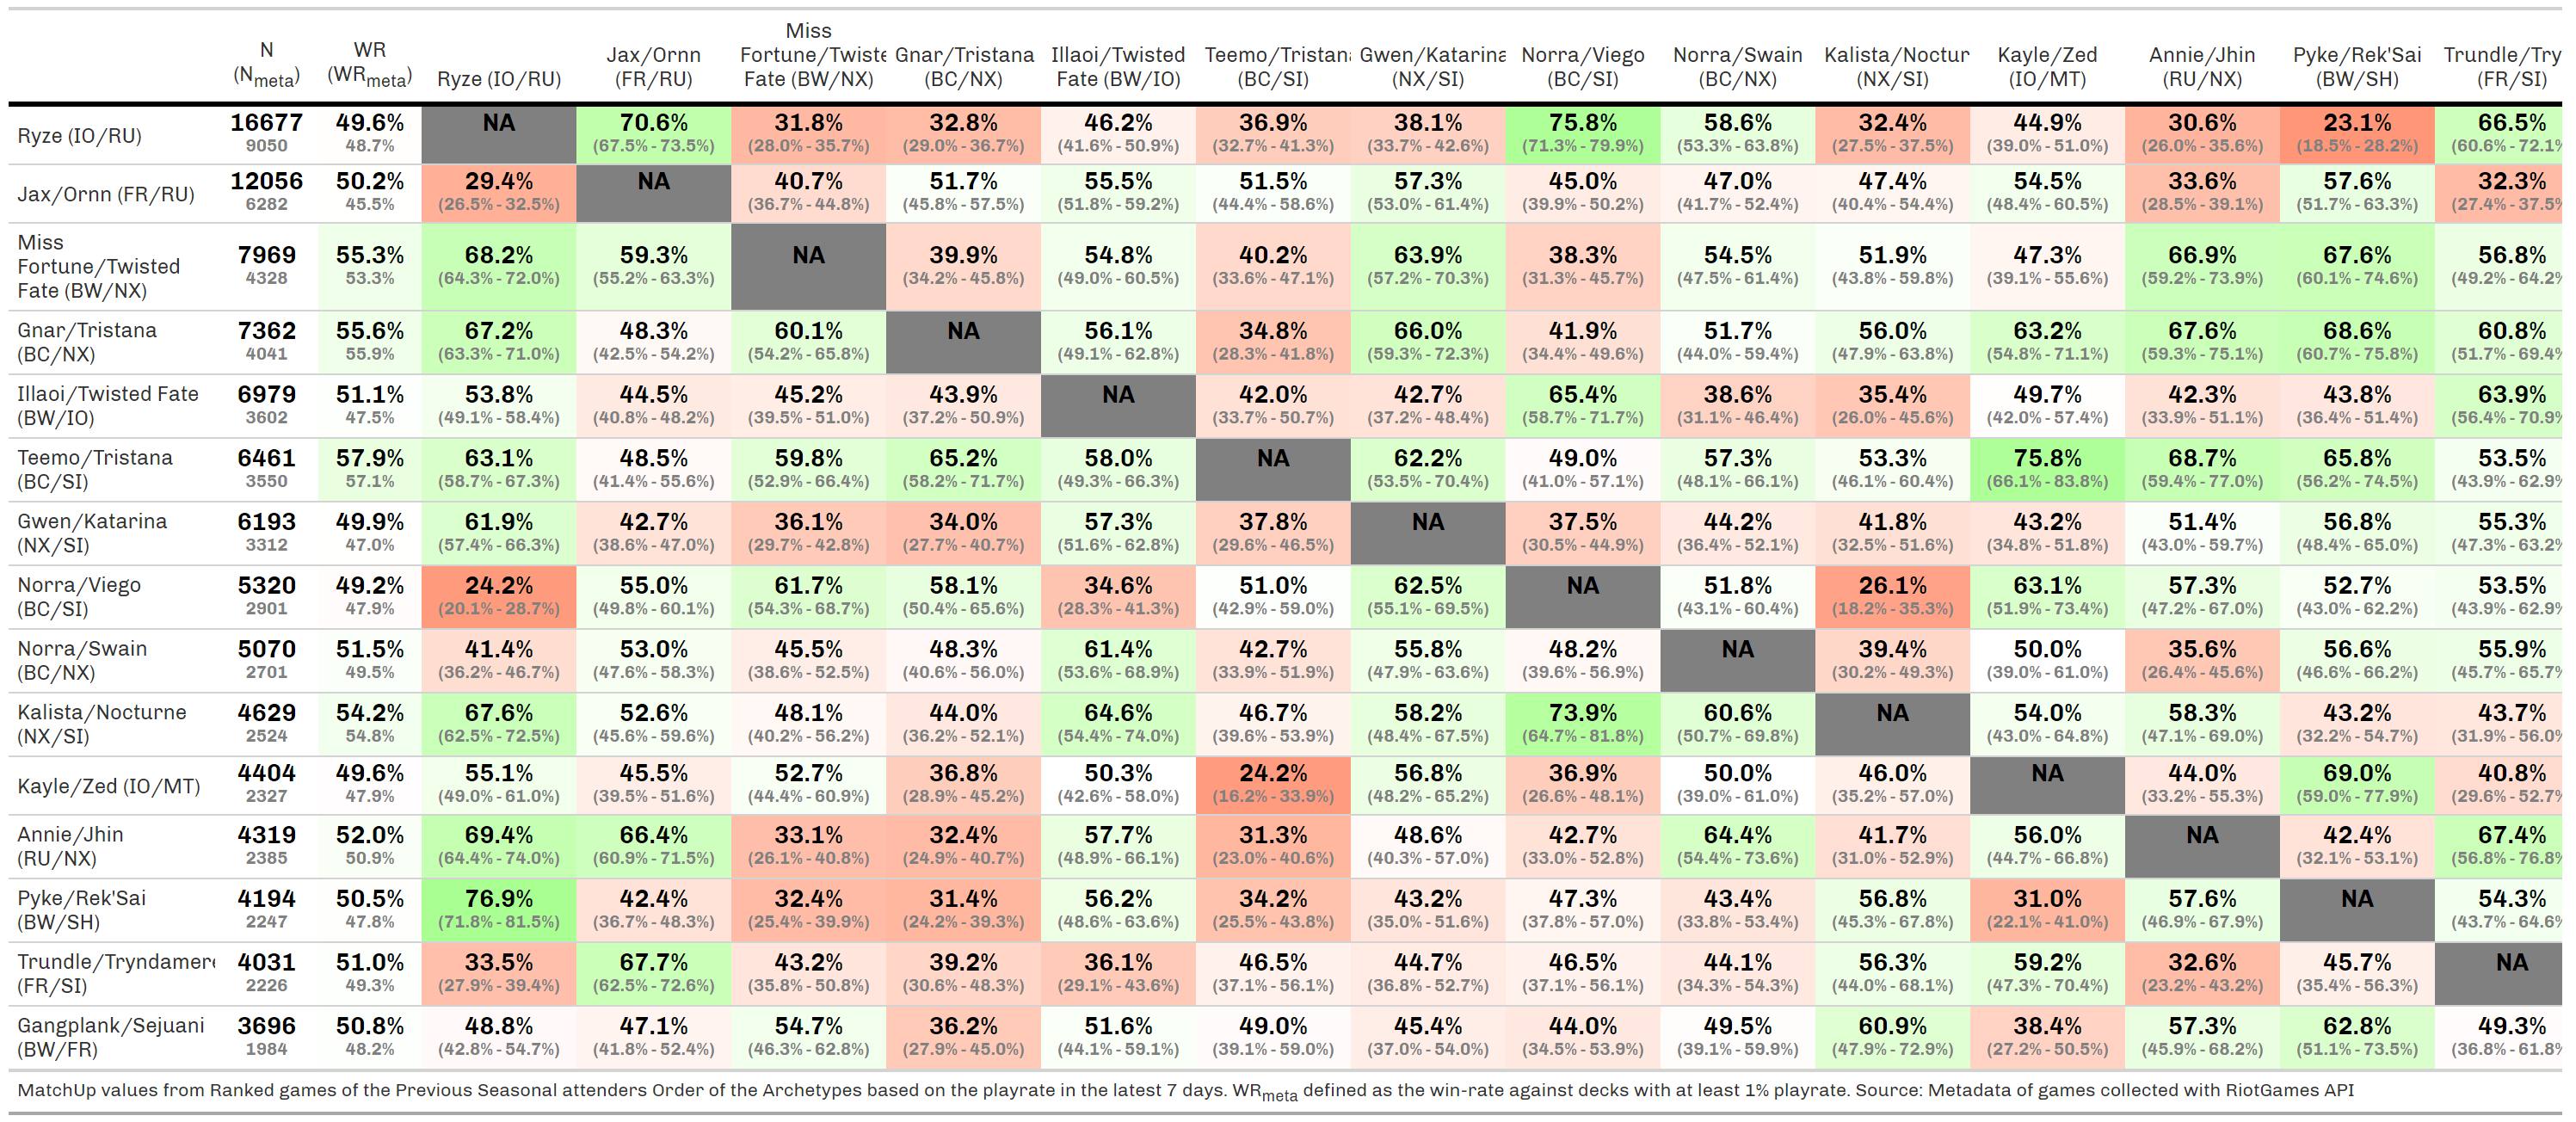 Miss
N WR Jax/Ornn Fortune/Twiste Gnar/Tristana Illaoi/Twisted Teemo/Tristan Gwen/Katarina Norra/Viego Norra/Swain Kalista/Noctur Kayle/Zed Annie/Jhin Pyke/Rek'Sai Trundle/Try
(Nmeta) (WRmeta) Ryze (IO/RU) (FR/RU) Fate (BW/NX) (BC/NX) Fate (BW/IO) (BC/SI) (NX/SI) (BC/SI) (BC/NX) (NX/SI) (IO/MT) (RU/NX) (BW/SH) (FR/SI)
16677 49.6% NA 70.6% 31.8% 32.8% 46.2% 36.9% 38.1% 75.8% 58.6% 32.4% 44.9% 30.6% 23.1% 66.5%
Ryze (IO/RU)
9050 48.7% (67.5% - 73.5%) (28.0% - 35.7%) (29.0% - 36.7%) (41.6% - 50.9%) (32.7% - 41.3%) (33.7% - 42.6%) (71.3% - 79.9%) (53.3% - 63.8%) (27.5% - 37.5%) (39.0% - 51.0%) (26.0% - 35.6%) (18.5% - 28.2%) (60.6% - 72.1%
12056 50.2% 29.4% NA 40.7% 51.7% 55.5% 51.5% 57.3% 45.0% 47.0% 47.4% 54.5% 33.6% 57.6% 32.3%
Jax/Ornn (FR/RU)
6282 45.5% (26.5% - 32.5%) (36.7% - 44.8%) (45.8% - 57.5%) (51.8% - 59.2%) (44.4% - 58.6%) (53.0% - 61.4%) (39.9% - 50.2%) (41.7% - 52.4%) (40.4% - 54.4%) (48.4% - 60.5%) (28.5% - 39.1%) (51.7% - 63.3%) (27.4% - 37.5%
Miss
7969 55.3% 68.2% 59.3% NA 39.9% 54.8% 40.2% 63.9% 38.3% 54.5% 51.9% 47.3% 66.9% 67.6% 56.8%
Fortune/Twisted
4328 53.3% (64.3% - 72.0%) (55.2% - 63.3%) (34.2% - 45.8%) (49.0% - 60.5%) (33.6% - 47.1%) (57.2% - 70.3%) (31.3% - 45.7%) (47.5% - 61.4%) (43.8% - 59.8%) (39.1% - 55.6%) (59.2% - 73.9%) (60.1% - 74.6%) (49.2% - 64.2%
Fate (BW/NX)
Gnar/Tristana 7362 55.6% 67.2% 48.3% 60.1% NA 56.1% 34.8% 66.0% 41.9% 51.7% 56.0% 63.2% 67.6% 68.6% 60.8%
(BC/NX) 4041 55.9% (63.3% - 71.0%) (42.5% - 54.2%) (54.2% - 65.8%) (49.1% - 62.8%) (28.3% - 41.8%) (59.3% - 72.3%) (34.4% - 49.6%) (44.0% - 59.4%) (47.9% - 63.8%) (54.8% - 71.1%) (59.3% - 75.1%) (60.7% - 75.8%) (51.7% - 69.4%
Illaoi/Twisted Fate 6979 51.1% 53.8% 44.5% 45.2% 43.9% NA 42.0% 42.7% 65.4% 38.6% 35.4% 49.7% 42.3% 43.8% 63.9%
(BW/IO) 3602 47.5% (49.1% - 58.4%) (40.8% - 48.2%) (39.5% - 51.0%) (37.2% - 50.9%) (33.7% - 50.7%) (37.2% - 48.4%) (58.7% - 71.7%) (31.1% - 46.4%) (26.0% - 45.6%) (42.0% - 57.4%) (33.9% - 51.1%) (36.4% - 51.4%) (56.4% - 70.9%
Teemo/Tristana 6461 57.9% 63.1% 48.5% 59.8% 65.2% 58.0% NA 62.2% 49.0% 57.3% 53.3% 75.8% 68.7% 65.8% 53.5%
(BC/SI) 3550 57.1% (58.7% - 67.3%) (41.4% - 55.6%) (52.9% - 66.4%) (58.2% - 71.7%) (49.3% - 66.3%) (53.5% - 70.4%) (41.0% - 57.1%) (48.1% - 66.1%) (46.1% - 60.4%) (66.1% - 83.8%) (59.4% - 77.0%) (56.2% - 74.5%) (43.9% - 62.9%
Gwen/Katarina 6193 49.9% 61.9% 42.7% 36.1% 34.0% 57.3% 37.8% NA 37.5% 44.2% 41.8% 43.2% 51.4% 56.8% 55.3%
(NX/SI) 3312 47.0% (57.4% - 66.3%) (38.6% - 47.0%) (29.7% - 42.8%) (27.7% - 40.7%) (51.6% - 62.8%) (29.6% - 46.5%) (30.5% - 44.9%) (36.4% - 52.1%) (32.5% - 51.6%) (34.8% - 51.8%) (43.0% - 59.7%) (48.4% - 65.0%) (47.3% - 63.2%
Norra/Viego 5320 49.2% 24.2% 55.0% 61.7% 58.1% 34.6% 51.0% 62.5% NA 51.8% 26.1% 63.1% 57.3% 52.7% 53.5%
(BC/SI) 2901 47.9% (20.1% - 28.7%) (49.8% - 60.1%) (54.3% - 68.7%) (50.4% - 65.6%) (28.3% - 41.3%) (42.9% - 59.0%) (55.1% - 69.5%) (43.1% - 60.4%) (18.2% - 35.3%) (51.9% - 73.4%) (47.2% - 67.0%) (43.0% - 62.2%) (43.9% - 62.9%
Norra/Swain 5070 51.5% 41.4% 53.0% 45.5% 48.3% 61.4% 42.7% 55.8% 48.2% NA 39.4% 50.0% 35.6% 56.6% 55.9%
(BC/NX) 2701 49.5% (36.2% - 46.7%) (47.6% - 58.3%) (38.6% - 52.5%) (40.6% - 56.0%) (53.6% - 68.9%) (33.9% - 51.9%) (47.9% - 63.6%) (39.6% - 56.9%) (30.2% - 49.3%) (39.0% - 61.0%) (26.4% - 45.6%) (46.6% - 66.2%) (45.7% - 65.7%
Kalista/Nocturne 4629 54.2% 67.6% 52.6% 48.1% 44.0% 64.6% 46.7% 58.2% 73.9% 60.6% NA 54.0% 58.3% 43.2% 43.7%
(NX/SI) 2524 54.8% (62.5% - 72.5%) (45.6% - 59.6%) (40.2% - 56.2%) (36.2% - 52.1%) (54.4% - 74.0%) (39.6% - 53.9%) (48.4% - 67.5%) (64.7% - 81.8%) (50.7% - 69.8%) (43.0% - 64.8%) (47.1% - 69.0%) (32.2% - 54.7%) (31.9% - 56.0%
4404 49.6% 55.1% 45.5% 52.7% 36.8% 50.3% 24.2% 56.8% 36.9% 50.0% 46.0% NA 44.0% 69.0% 40.8%
Kayle/Zed (IO/MT)
2327 47.9% (49.0% - 61.0%) (39.5% - 51.6%) (44.4% - 60.9%) (28.9% - 45.2%) (42.6% - 58.0%) (16.2% - 33.9%) (48.2% - 65.2%) (26.6% - 48.1%) (39.0% - 61.0%) (35.2% - 57.0%) (33.2% - 55.3%) (59.0% - 77.9%) (29.6% - 52.7%
Annie/Jhin 4319 52.0% 69.4% 66.4% 33.1% 32.4% 57.7% 31.3% 48.6% 42.7% 64.4% 41.7% 56.0% NA 42.4% 67.4%
(RU/NX) 2385 50.9% (64.4% - 74.0%) (60.9% - 71.5%) (26.1% - 40.8%) (24.9% - 40.7%) (48.9% - 66.1%) (23.0% - 40.6%) (40.3% - 57.0%) (33.0% - 52.8%) (54.4% - 73.6%) (31.0% - 52.9%) (44.7% - 66.8%) (32.1% - 53.1%) (56.8% - 76.8%
Pyke/Rek'Sai 4194 50.5% 76.9% 42.4% 32.4% 31.4% 56.2% 34.2% 43.2% 47.3% 43.4% 56.8% 31.0% 57.6% NA 54.3%
(BW/SH) 2247 47.8% (71.8% - 81.5%) (36.7% - 48.3%) (25.4% - 39.9%) (24.2% - 39.3%) (48.6% - 63.6%) (25.5% - 43.8%) (35.0% - 51.6%) (37.8% - 57.0%) (33.8% - 53.4%) (45.3% - 67.8%) (22.1% - 41.0%) (46.9% - 67.9%) (43.7% - 64.6%
Trundle/Tryndamere 4031 51.0% 33.5% 67.7% 43.2% 39.2% 36.1% 46.5% 44.7% 46.5% 44.1% 56.3% 59.2% 32.6% 45.7% NA
(FR/SI) 2226 49.3% (27.9% - 39.4%) (62.5% - 72.6%) (35.8% - 50.8%) (30.6% - 48.3%) (29.1% - 43.6%) (37.1% - 56.1%) (36.8% - 52.7%) (37.1% - 56.1%) (34.3% - 54.3%) (44.0% - 68.1%) (47.3% - 70.4%) (23.2% - 43.2%) (35.4% - 56.3%)
Gangplank/Sejuani 3696 50.8% 48.8% 47.1% 54.7% 36.2% 51.6% 49.0% 45.4% 44.0% 49.5% 60.9% 38.4% 57.3% 62.8% 49.3%
(BW/FR) 1984 48.2% (42.8% - 54.7%) (41.8% - 52.4%) (46.3% - 62.8%) (27.9% - 45.0%) (44.1% - 59.1%) (39.1% - 59.0%) (37.0% - 54.0%) (34.5% - 53.9%) (39.1% - 59.9%) (47.9% - 72.9%) (27.2% - 50.5%) (45.9% - 68.2%) (51.1% - 73.5%) (36.8% - 61.8%
MatchUp values from Ranked games of the Previous Seasonal attenders Order of the Archetypes based on the playrate in the latest 7 days. WRmeta defined as the win-rate against decks with at least 1% playrate. Source: Metadata of games collected with RiotGames API